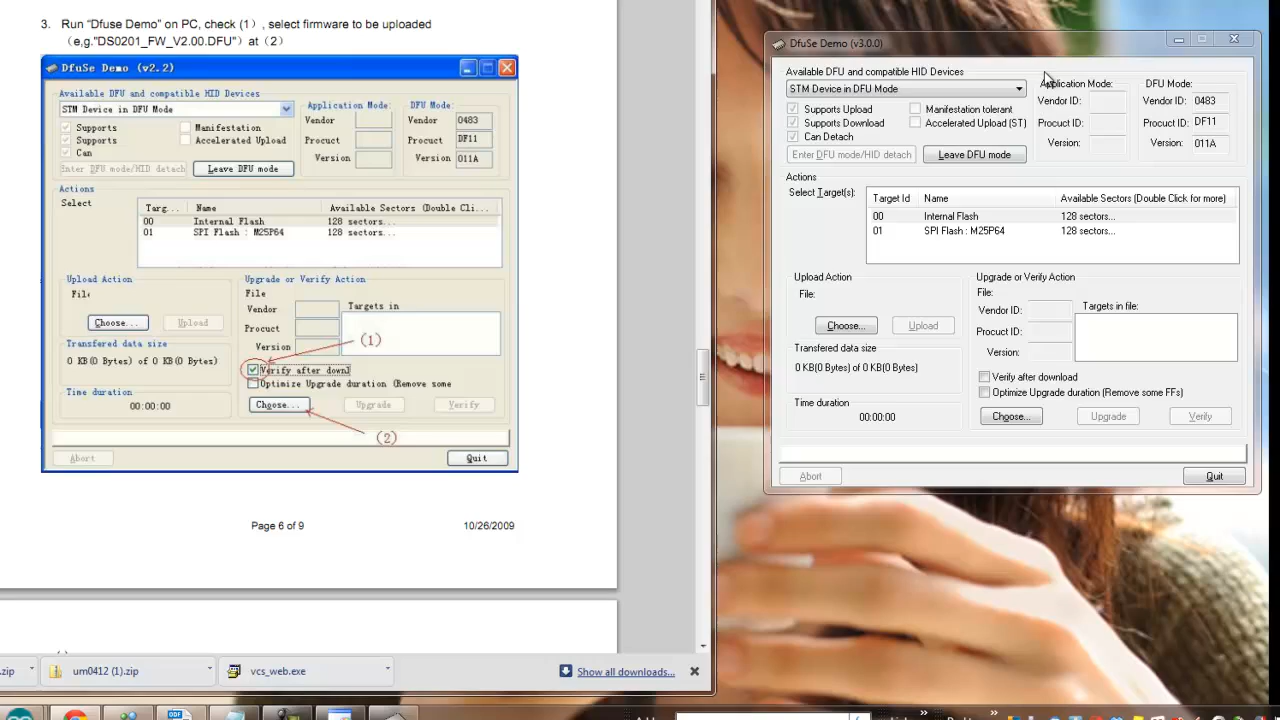 3. Run "Dfuse Demo" on PC, check (1) , select firmware to be uploaded
(e,g."DS0201_FW_V2.00.DFU") at (2)
DfuSe Demo (v2.2)
Available DFU and compatible HID Devices
STM Device in DFU Mode
Application Mode:
DFU Mode:
Supports
Manifestation
Vendor
Vendor 0483
Supports
Accelerated Upload
Procuct
Procuct DF11
Can
Version
Version 011A
Enter DFU mode/HID detach
Leave DFU mode
Actions
Select
Targ... Name Available Sectors (Double Cli...
00 Internal Flash 128 sectors...
01 SPI Flash : M25P64 128 sectors...
Upload Action
File
Choose...
Upload
Transfered data size
0 KB(0 Bytes) of 0 KB(0 Bytes)
Time duration
00:00:00
Upgrade or Verify Action
File
Vendor
Targets in
Procuct
Version
(1)
Verify after downl
Optimize Upgrade duration (Remove some
Choose...
Upgrade
Verify
(2)
Abort
Quit
Page 6 of 9
10/26/2009
.zip
um0412 (1).zip
vcs_web.exe
Show all downloads...
DfuSe Demo (v3.0.0)
Available DFU and compatible HID Devices
STM Device in DFU Mode
Application Mode:
DFU Mode:
Supports Upload
Manifestation tolerant
Vendor ID:
Vendor ID: 0483
Supports Download
Accelerated Upload (ST)
Procuct ID:
Procuct ID: DF11
Can Detach
Version:
Version: 011A
Enter DFU mode/HID detach
Leave DFU mode
Actions
Select Target(s):
Target Id Name Available Sectors (Double Click for more)
00 Internal Flash 128 sectors...
01 SPI Flash : M25P64 128 sectors...
Upload Action
File:
Choose...
Upload
Transfered data size
0 KB(0 Bytes) of 0 KB(0 Bytes)
Time duration
00:00:00
Upgrade or Verify Action
File:
Vendor ID:
Targets in file:
Procuct ID:
Version:
Verify after download
Optimize Upgrade duration (Remove some FFs)
Choose...
Upgrade
Verify
Abort
Quit